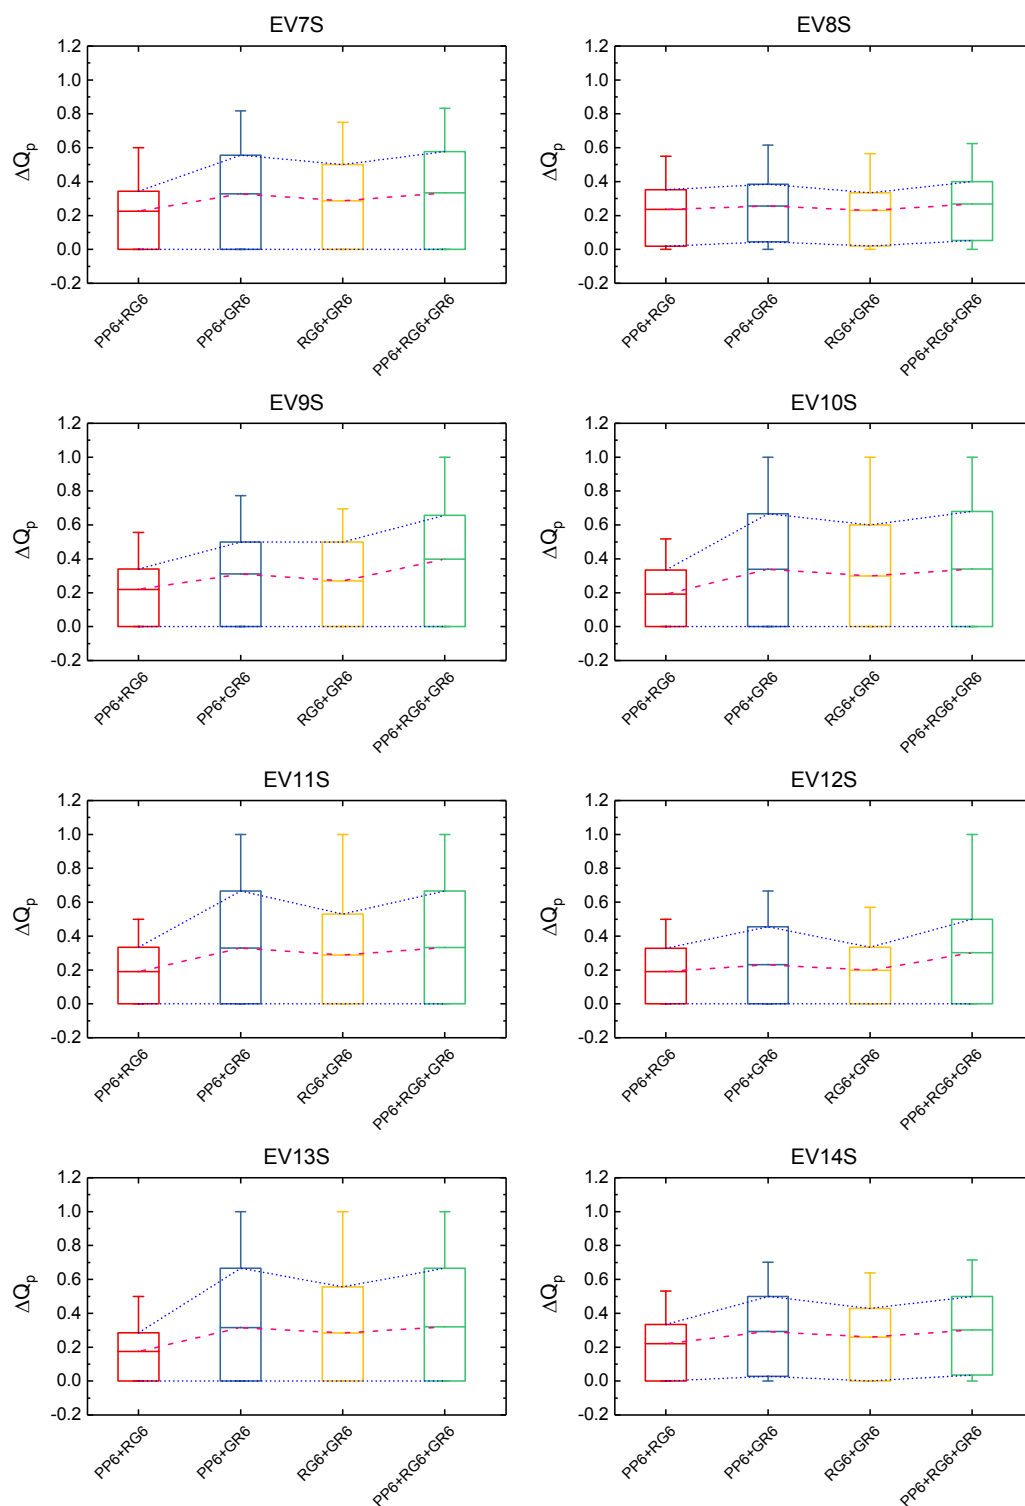 EV7S
EV8S
1.2
1.0
0.8
0.6
0.4
0.2
0.0
-0.2
ΔQp
PP6+RG6
PP6+GR6
RG6+GR6
PP6+RG6+GR6
1.2
1.0
0.8
0.6
0.4
0.2
0.0
-0.2
ΔQp
PP6+RG6
PP6+GR6
RG6+GR6
PP6+RG6+GR6
EV9S
EV10S
1.2
1.0
0.8
0.6
0.4
0.2
0.0
-0.2
ΔQp
PP6+RG6
PP6+GR6
RG6+GR6
PP6+RG6+GR6
1.2
1.0
0.8
0.6
0.4
0.2
0.0
-0.2
ΔQp
PP6+RG6
PP6+GR6
RG6+GR6
PP6+RG6+GR6
EV11S
EV12S
1.2
1.0
0.8
0.6
0.4
0.2
0.0
-0.2
ΔQp
PP6+RG6
PP6+GR6
RG6+GR6
PP6+RG6+GR6
1.2
1.0
0.8
0.6
0.4
0.2
0.0
-0.2
ΔQp
PP6+RG6
PP6+GR6
RG6+GR6
PP6+RG6+GR6
EV13S
EV14S
1.2
1.0
0.8
0.6
0.4
0.2
0.0
-0.2
ΔQp
PP6+RG6
PP6+GR6
RG6+GR6
PP6+RG6+GR6
1.2
1.0
0.8
0.6
0.4
0.2
0.0
-0.2
ΔQp
PP6+RG6
PP6+GR6
RG6+GR6
PP6+RG6+GR6